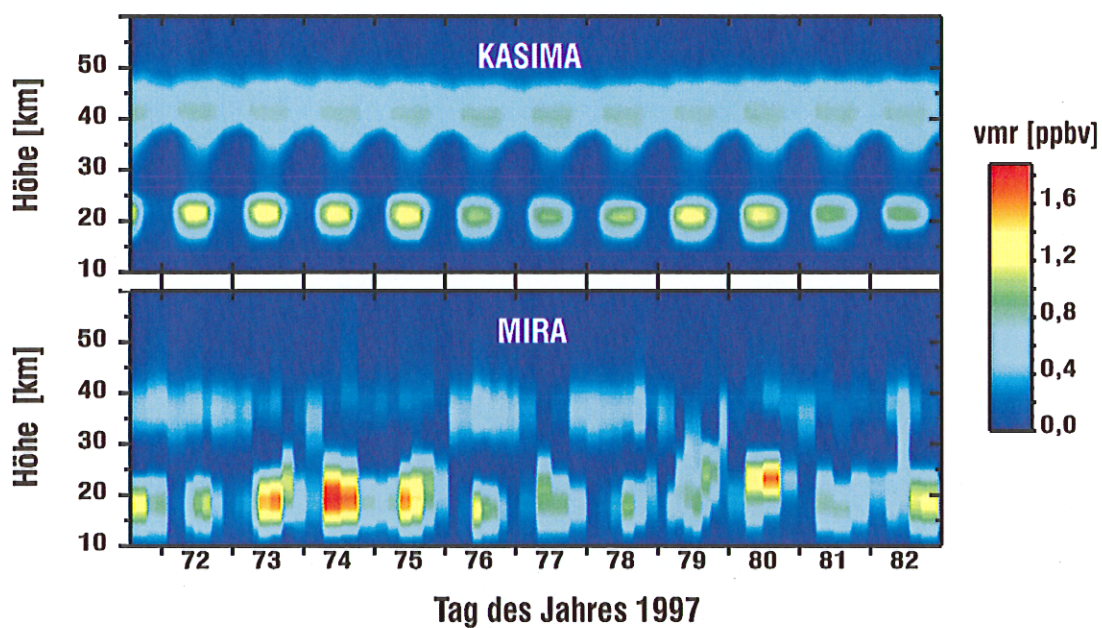 KASIMA
Höhe [km]
50
40
30
20
10
MIRA
Höhe [km]
50
40
30
20
10
72 73 74 75 76 77 78 79 80 81 82
Tag des Jahres 1997
vmr [ppbv]
1,6
1,2
0,8
0,4
0,0